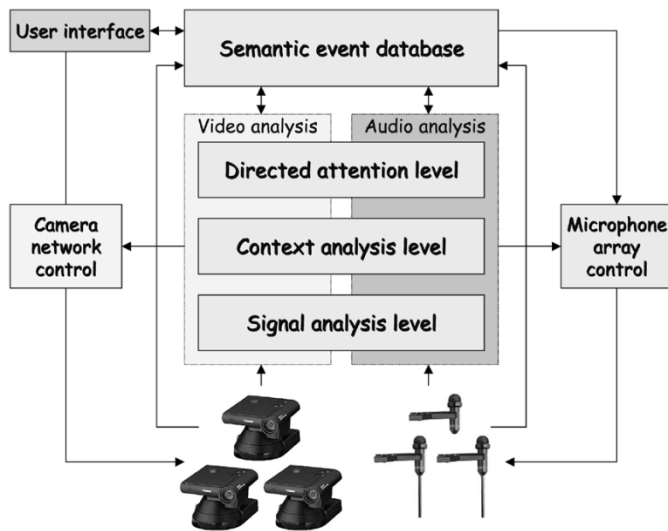 User interface
Semantic event database
Video analysis
Audio analysis
Directed attention level
Camera
network
control
Context analysis level
Microphone
array
control
Signal analysis level